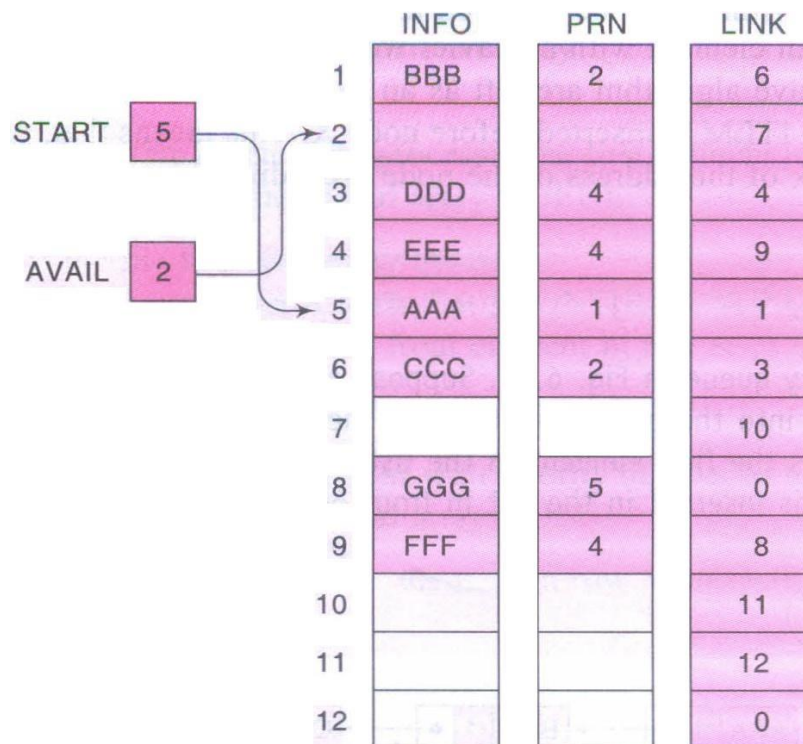 INFO PRN LINK
1 BBB 2 6
START 5 2 7
3 DDD 4 4
AVAIL 2 4 EEE 4 9
5 AAA 1 1
6 CCC 2 3
7 10
8 GGG 5 0
9 FFF 4 8
10 11
11 12
12 0